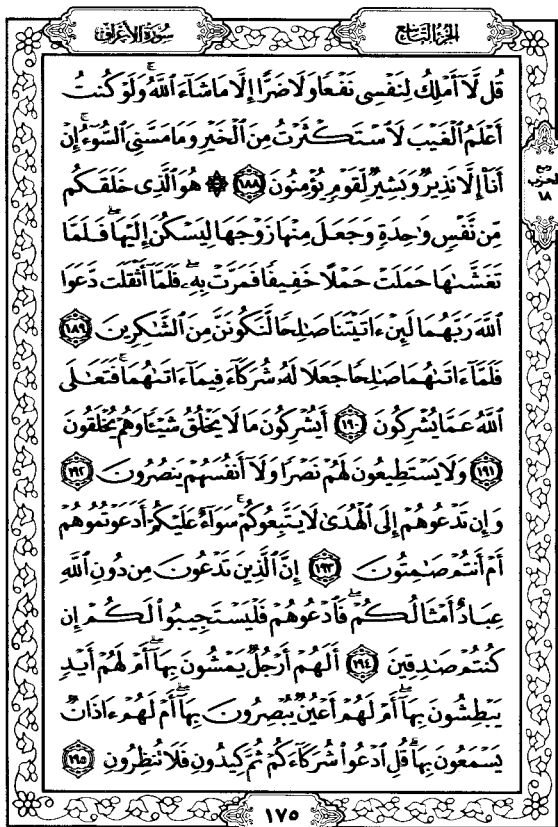 الجزء التاسع
سورة الأعراف
قُل لَّآ أَمْلِكُ لِنَفْسِى نَفْعًا وَلَا ضَرًّا إِلَّا مَا شَآءَ ٱللَّهُ ۚ وَلَوْ كُنتُ
أَعْلَمُ ٱلْغَيْبَ لَٱسْتَكْثَرْتُ مِنَ ٱلْخَيْرِ وَمَا مَسَّنِىَ ٱلسُّوٓءُ ۚ إِنْ
أَنَا۠ إِلَّا نَذِيرٌ وَبَشِيرٌ لِّقَوْمٍ يُؤْمِنُونَ ١٨٨ ۞ هُوَ ٱلَّذِى خَلَقَكُم
ربع
الحزب
١٨
مِّن نَّفْسٍ وَٰحِدَةٍ وَجَعَلَ مِنْهَا زَوْجَهَا لِيَسْكُنَ إِلَيْهَا ۖ فَلَمَّا
تَغَشَّىٰهَا حَمَلَتْ حَمْلًا خَفِيفًا فَمَرَّتْ بِهِۦ ۖ فَلَمَّآ أَثْقَلَت دَّعَوَا
ٱللَّهَ رَبَّهُمَا لَئِنْ ءَاتَيْتَنَا صَٰلِحًا لَّنَكُونَنَّ مِنَ ٱلشَّٰكِرِينَ ١٨٩
فَلَمَّآ ءَاتَىٰهُمَا صَٰلِحًا جَعَلَا لَهُۥ شُرَكَآءَ فِيمَآ ءَاتَىٰهُمَا ۚ فَتَعَٰلَى
ٱللَّهُ عَمَّا يُشْرِكُونَ ١٩٠ أَيُشْرِكُونَ مَا لَا يَخْلُقُ شَيْـًٔا وَهُمْ يُخْلَقُونَ
١٩١ وَلَا يَسْتَطِيعُونَ لَهُمْ نَصْرًا وَلَآ أَنفُسَهُمْ يَنصُرُونَ ١٩٢
وَإِن تَدْعُوهُمْ إِلَى ٱلْهُدَىٰ لَا يَتَّبِعُوكُمْ ۚ سَوَآءٌ عَلَيْكُمْ أَدَعَوْتُمُوهُمْ
أَمْ أَنتُمْ صَٰمِتُونَ ١٩٣ إِنَّ ٱلَّذِينَ تَدْعُونَ مِن دُونِ ٱللَّهِ
عِبَادٌ أَمْثَالُكُمْ ۖ فَٱدْعُوهُمْ فَلْيَسْتَجِيبُوا۟ لَكُمْ إِن
كُنتُمْ صَٰدِقِينَ ١٩٤ أَلَهُمْ أَرْجُلٌ يَمْشُونَ بِهَآ ۖ أَمْ لَهُمْ أَيْدٍ
يَبْطِشُونَ بِهَآ ۖ أَمْ لَهُمْ أَعْيُنٌ يُبْصِرُونَ بِهَآ ۖ أَمْ لَهُمْ ءَاذَانٌ
يَسْمَعُونَ بِهَا ۗ قُلِ ٱدْعُوا۟ شُرَكَآءَكُمْ ثُمَّ كِيدُونِ فَلَا تُنظِرُونِ ١٩٥
١٧٥